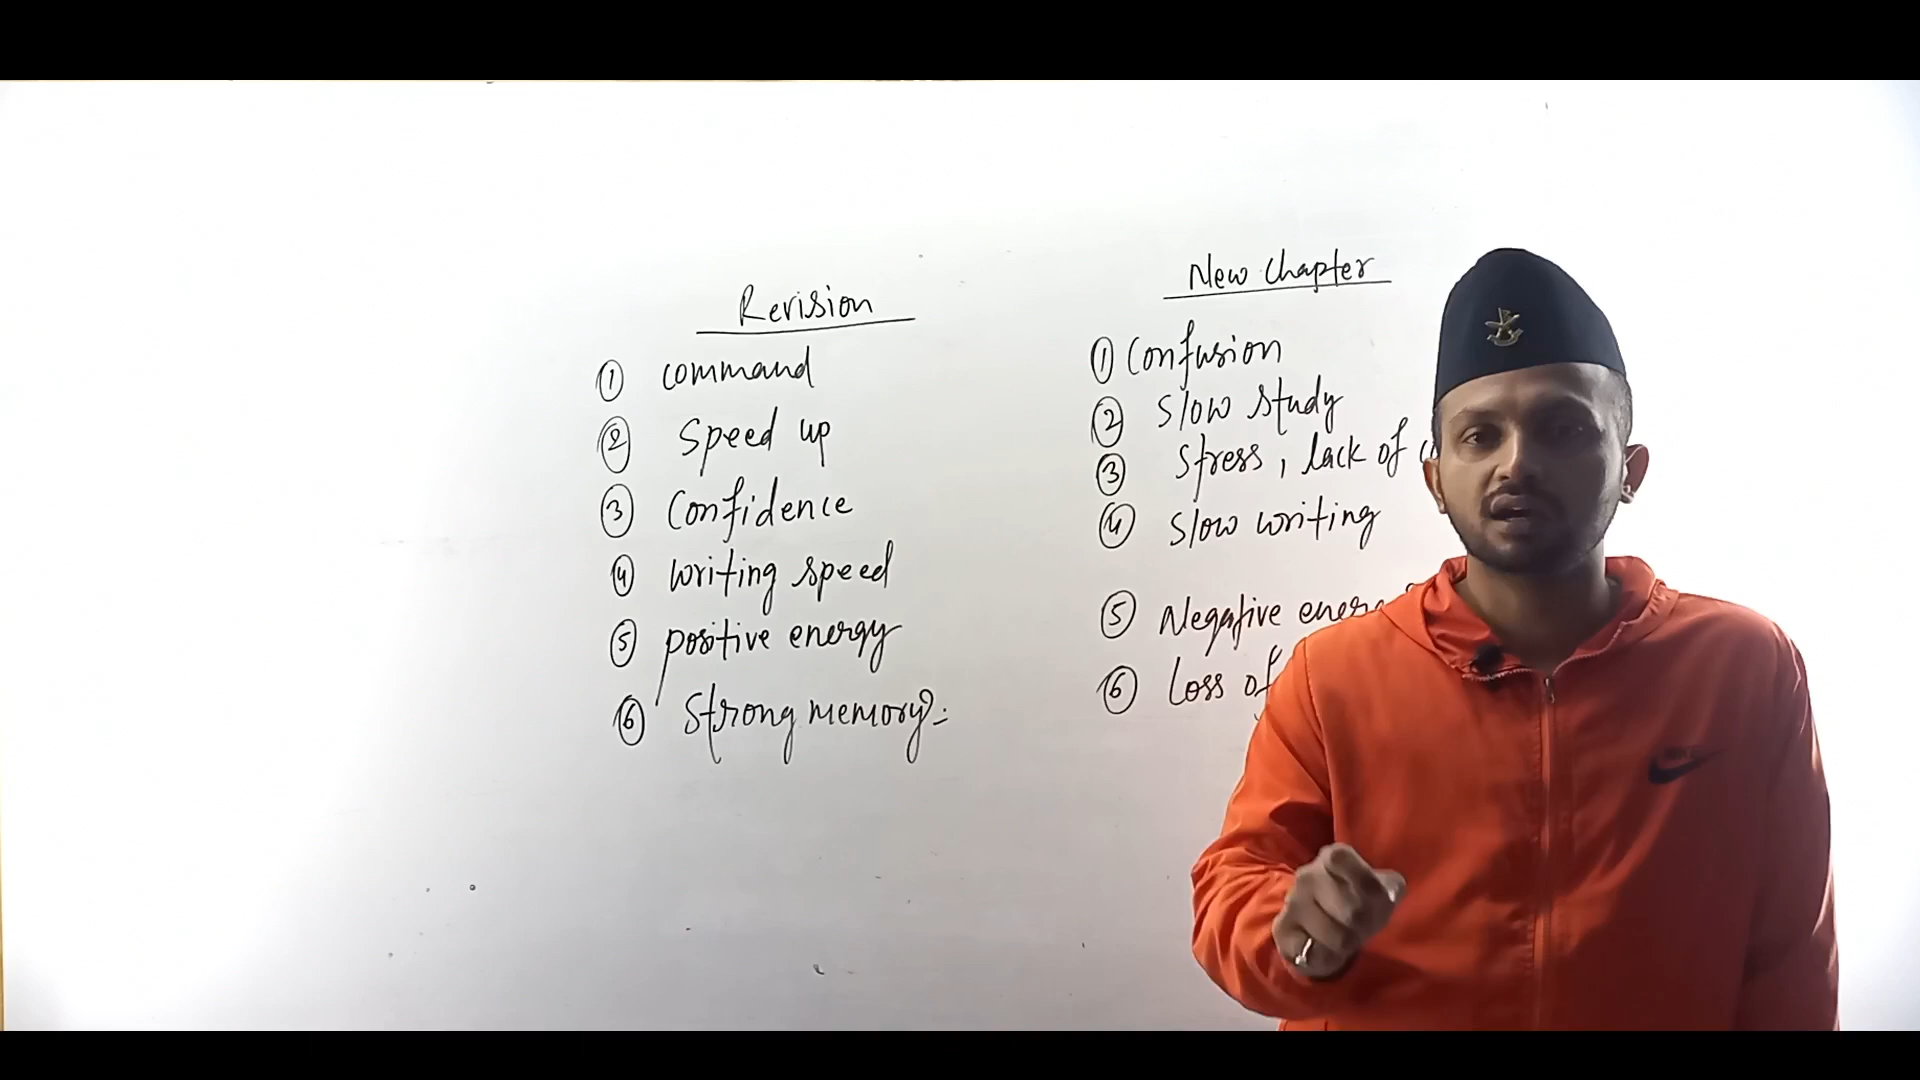 Revision
① command
② Speed up
③ Confidence
④ writing speed
⑤ positive energy
⑥ Strong memory
New Chapter
① Confusion
② Slow study
③ Stress, lack of
④ Slow writing
⑤ Negative
⑥ Loss of